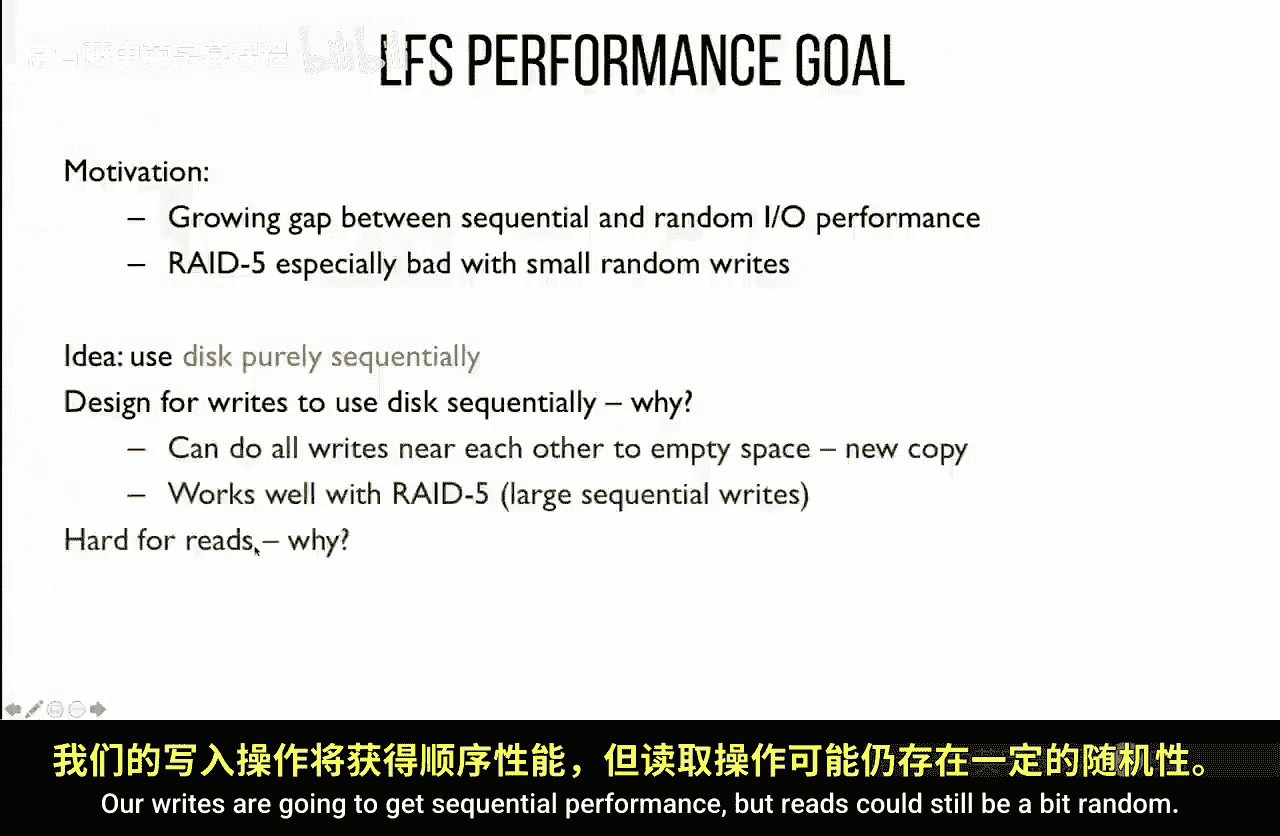 LFS PERFORMANCE GOAL
Motivation:
– Growing gap between sequential and random I/O performance
– RAID-5 especially bad with small random writes
Idea: use disk purely sequentially
Design for writes to use disk sequentially – why?
– Can do all writes near each other to empty space – new copy
– Works well with RAID-5 (large sequential writes)
Hard for reads – why?
我们的写入操作将获得顺序性能，但读取操作可能仍存在一定的随机性。
Our writes are going to get sequential performance, but reads could still be a bit random.